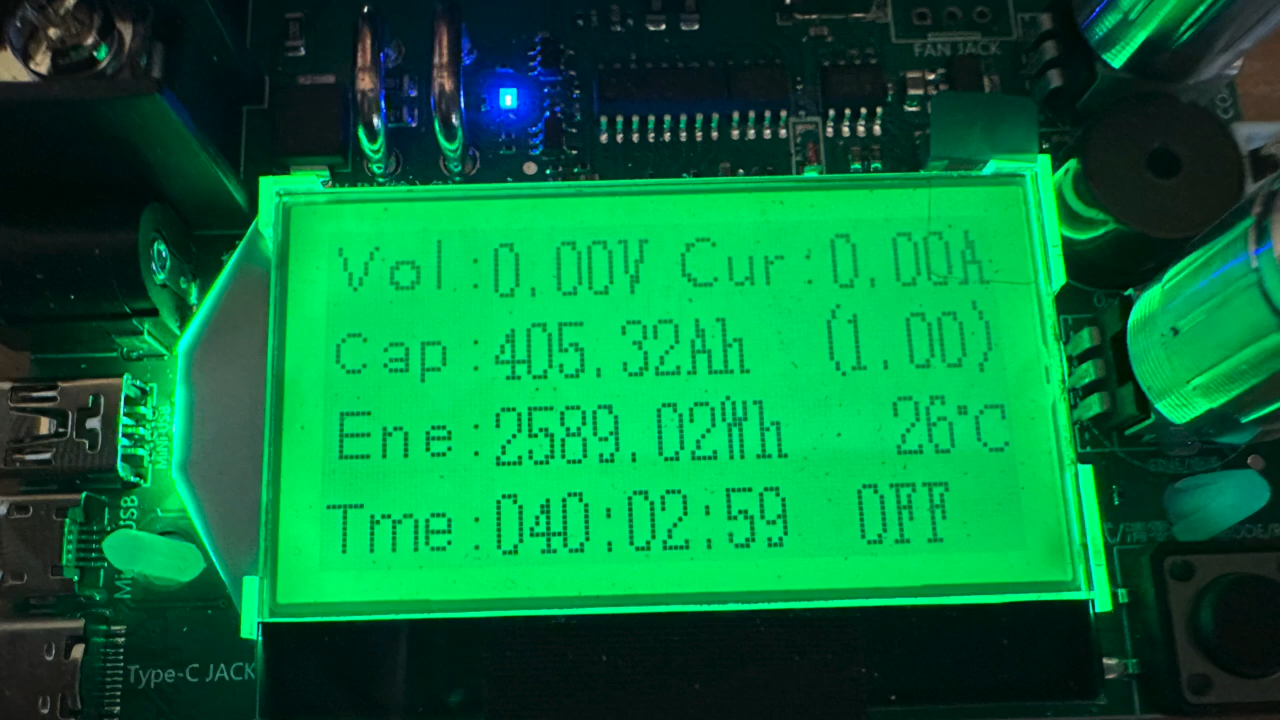 FAN JACK
Vol:0.00V Cur:0.00A
Cap:405.32Ah (1.00)
Ene:2589.02Wh 26°C
Tme:040:02:59 OFF
Type-C JACK